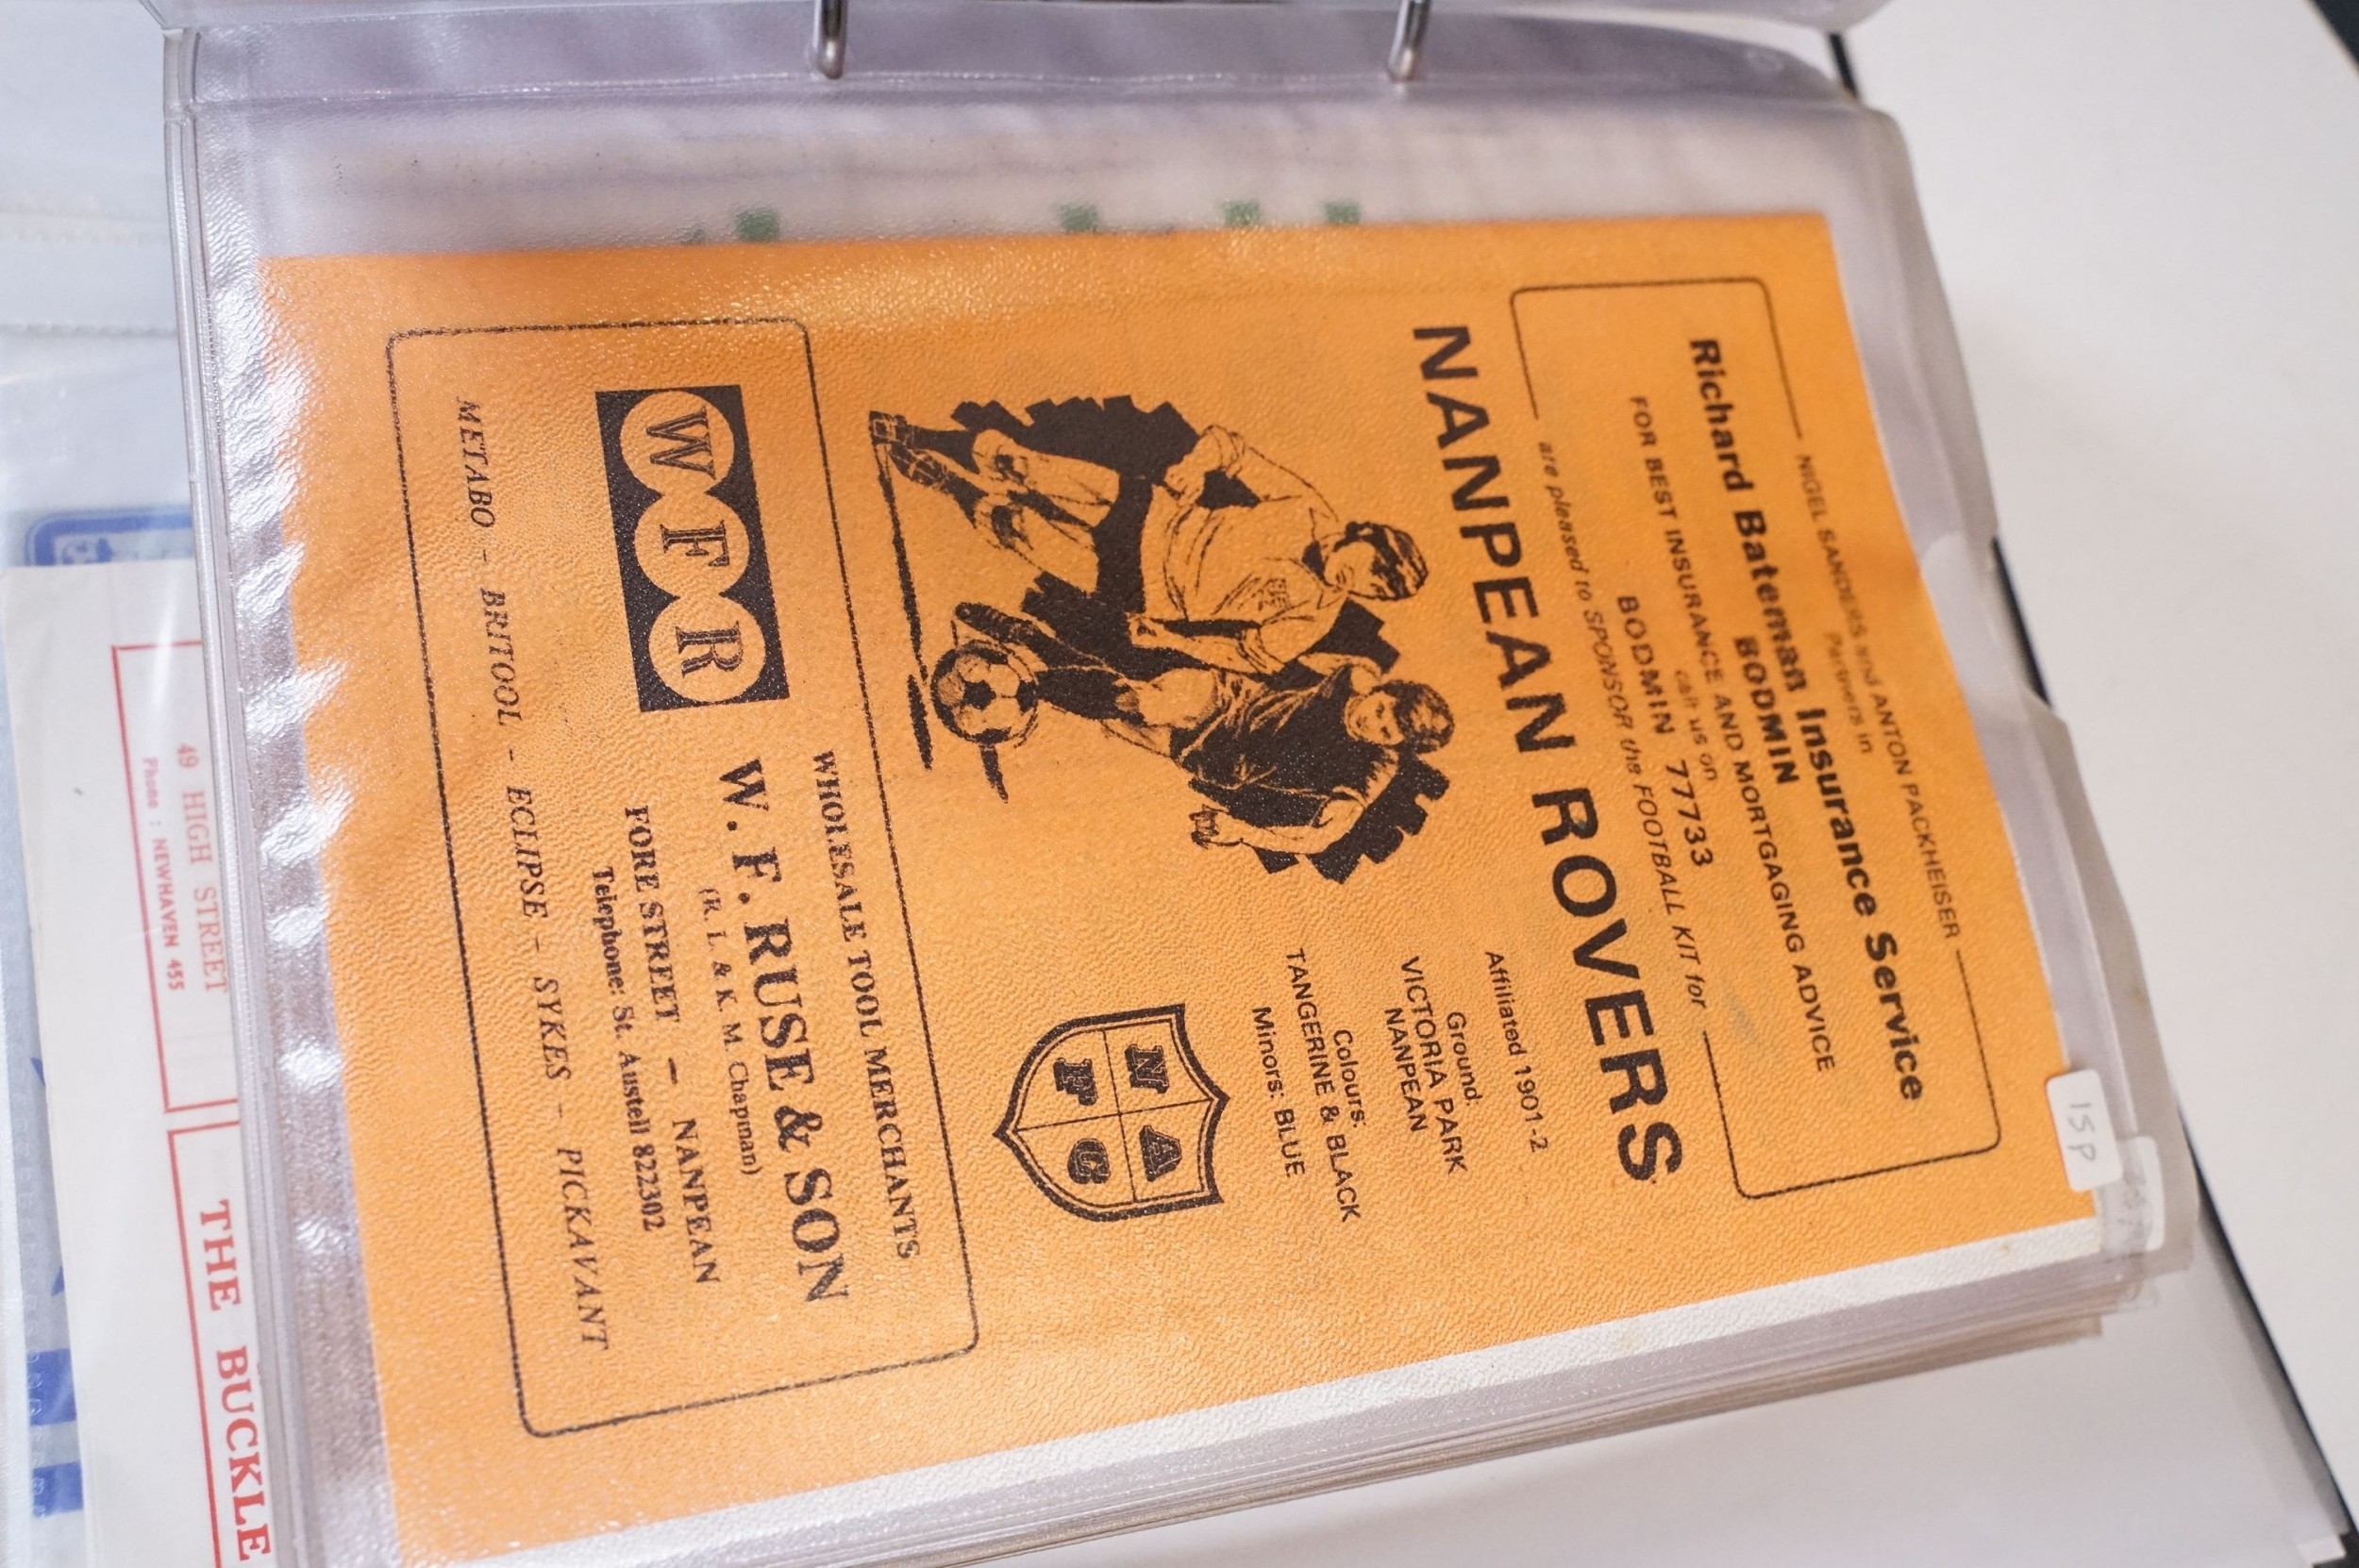 NIGEL SANDERS and ANTON PACKHEISER
Partners in
Richard Bateman Insurance Service
BODMIN
FOR BEST INSURANCE AND MORTGAGING ADVICE
call us on
BODMIN 77733
are pleased to SPONSOR the FOOTBALL KIT for
NANPEAN ROVERS
Affiliated 1901-2
Ground:
VICTORIA PARK
NANPEAN
Colours:
TANGERINE & BLACK
Minors: BLUE
N A
F C
WHOLESALE TOOL MERCHANTS
WFR
W. F. RUSE & SON
(R. L. & K. M. Chapman)
FORE STREET - NANPEAN
Telephone: St. Austell 822302
METABO - BRITOOL - ECLIPSE - SYKES - PICKAVANT
15P
49 HIGH STREET
Phone : NEWHAVEN 455
THE BUCKLE